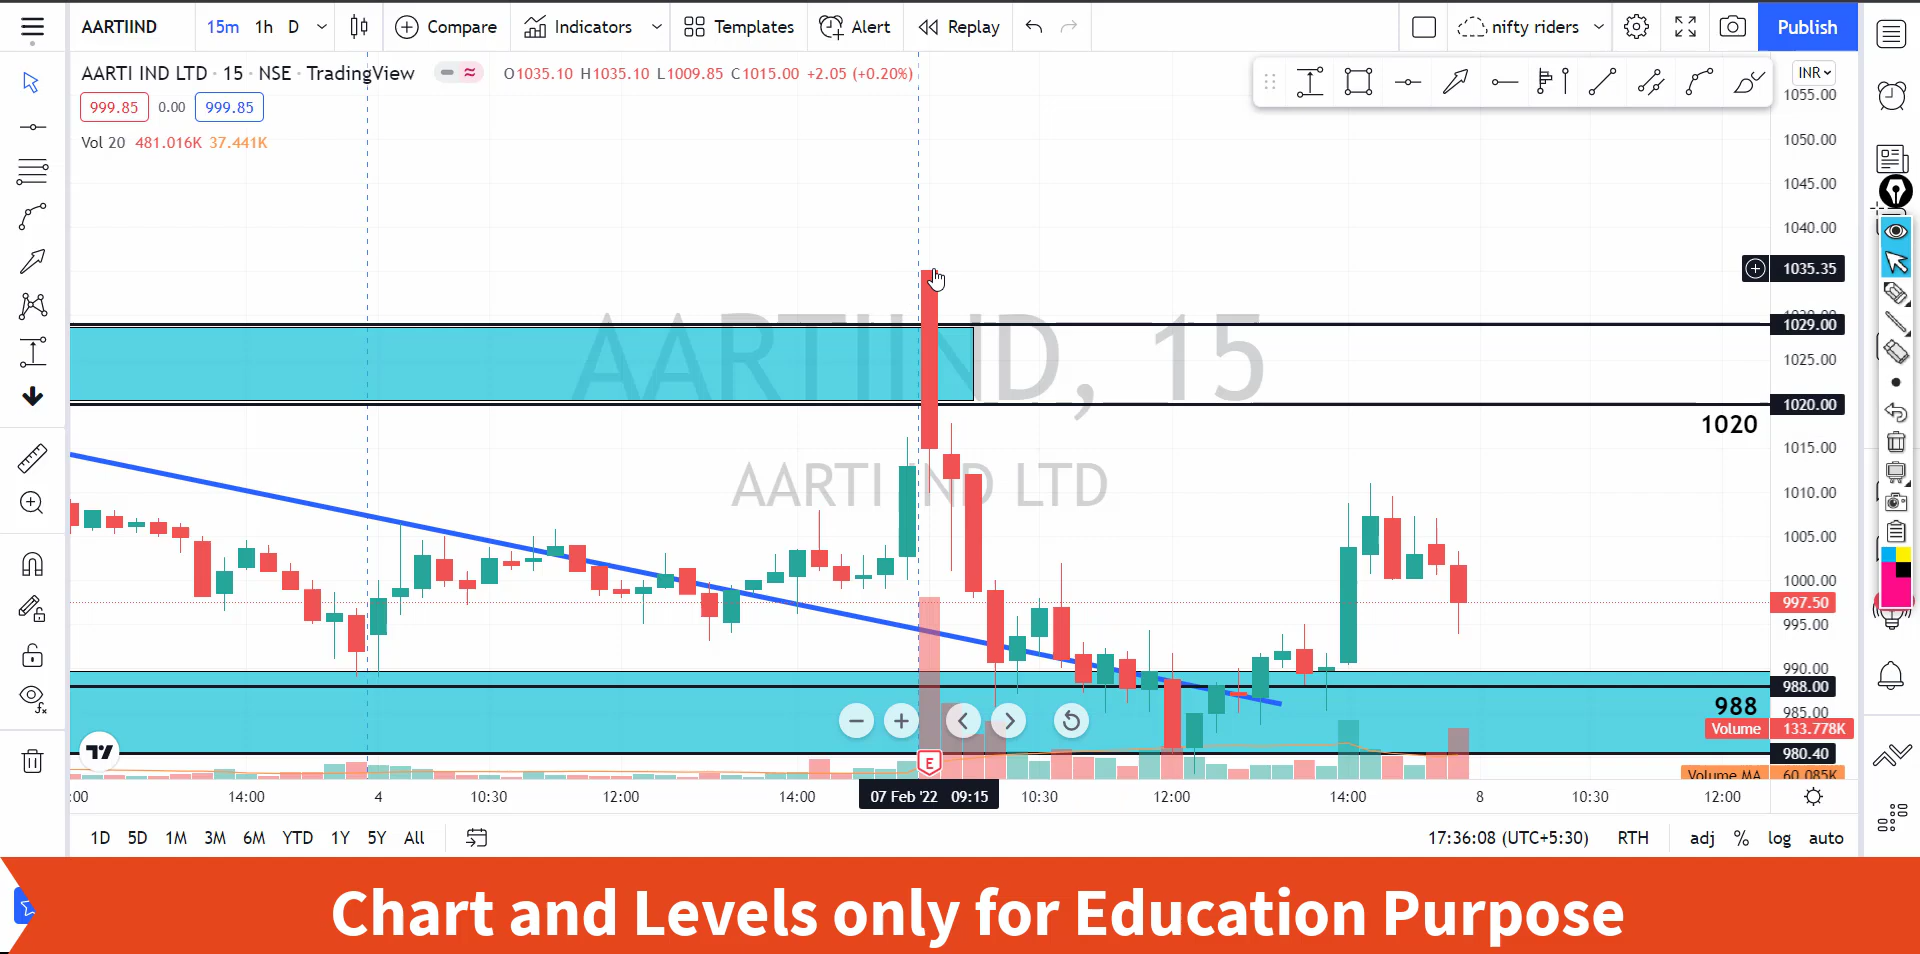 AARTIIND 15m 1h D Compare Indicators Templates Alert Replay nifty riders Publish
AARTI IND LTD · 15 · NSE · TradingView O1035.10 H1035.10 L1009.85 C1015.00 +2.05 (+0.20%) INR
999.85 0.00 999.85
Vol 20 481.016K 37.441K
1055.00
1050.00
1045.00
1040.00
1035.35
1029.00
1025.00
1020.00
1020
1015.00
1010.00
1005.00
1000.00
997.50
995.00
990.00
988.00
988
985.00
Volume 133.778K
980.40
Volume MA 60.085K
AARTIIND, 15
AARTI IND LTD
E
:00 14:00 4 10:30 12:00 14:00 07 Feb '22 09:15 10:30 12:00 14:00 8 10:30 12:00
1D 5D 1M 3M 6M YTD 1Y 5Y All 17:36:08 (UTC+5:30) RTH adj % log auto
Chart and Levels only for Education Purpose